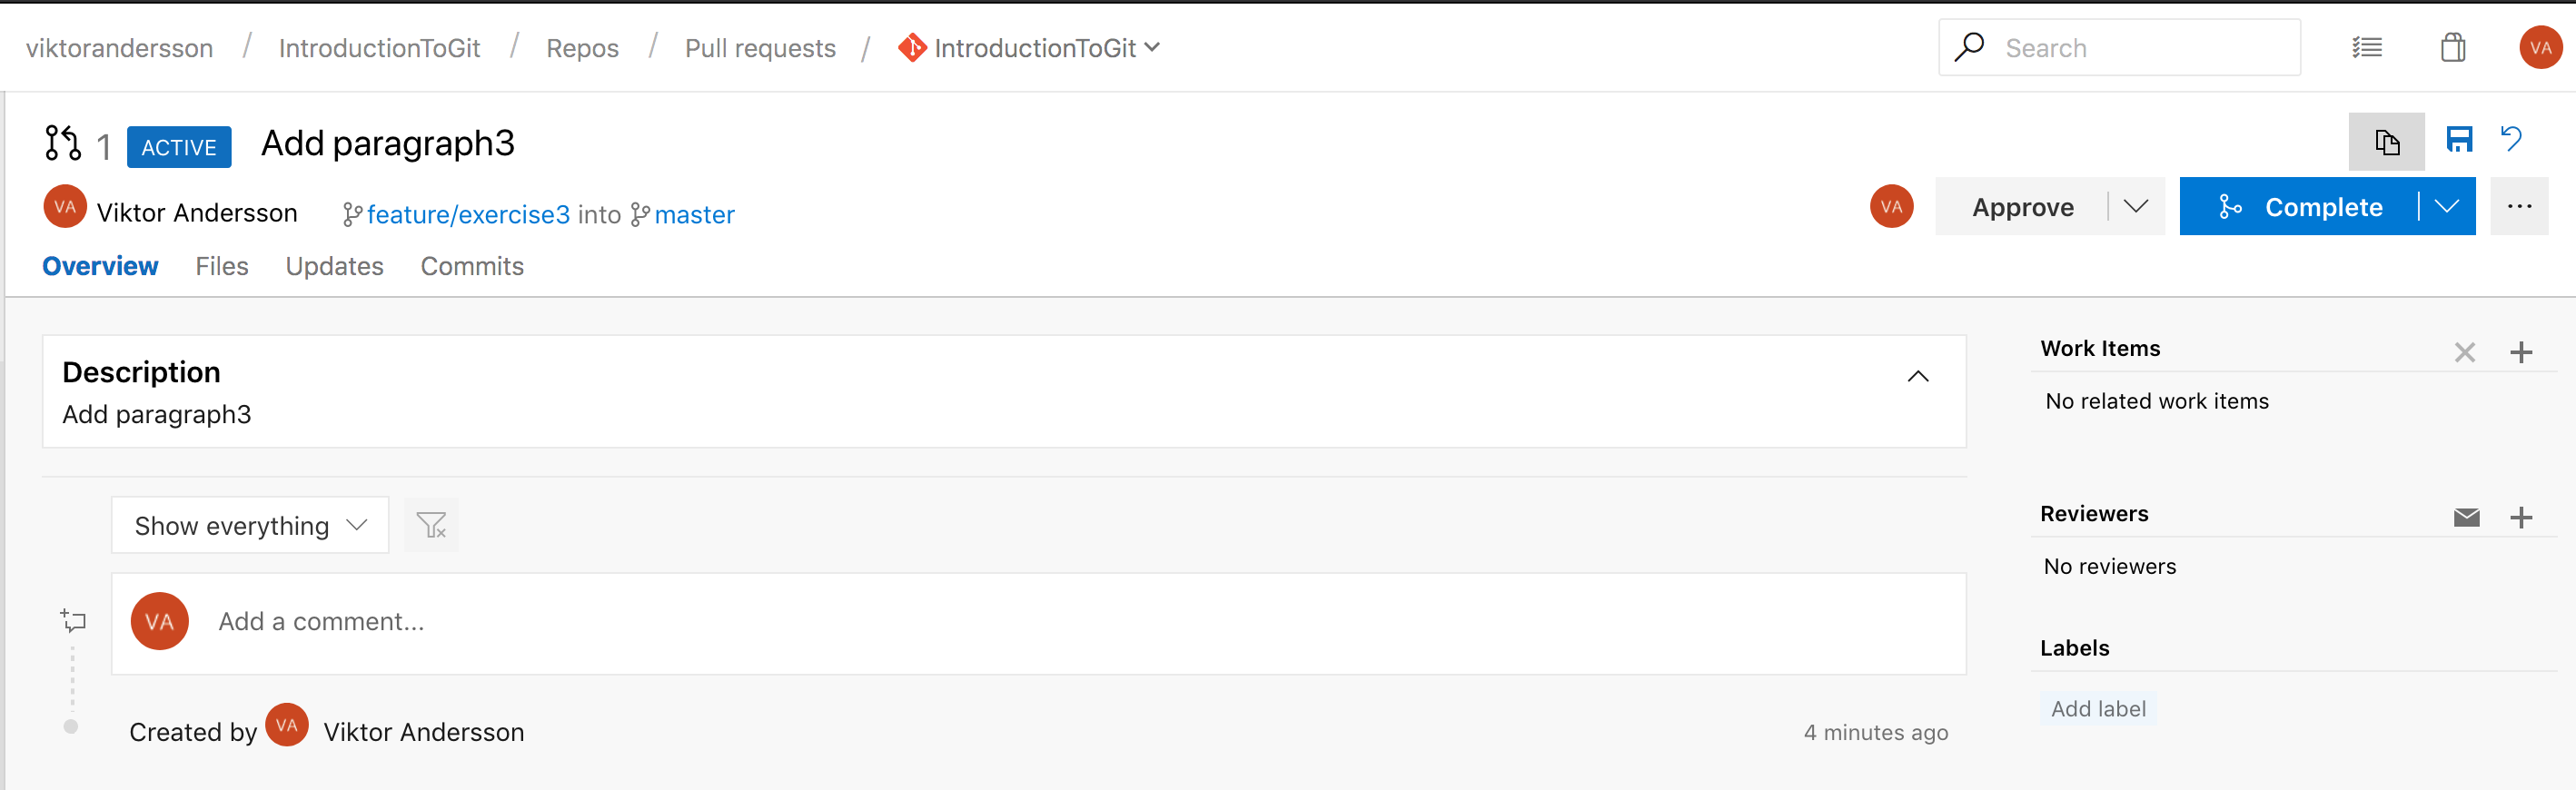 viktorandersson / IntroductionToGit / Repos / Pull requests / IntroductionToGit
Search
VA
1 ACTIVE Add paragraph3
VA Viktor Andersson feature/exercise3 into master
VA Approve Complete ...
Overview Files Updates Commits
Description
Add paragraph3
Show everything
VA Add a comment...
Created by VA Viktor Andersson 4 minutes ago
Work Items
No related work items
Reviewers
No reviewers
Labels
Add label